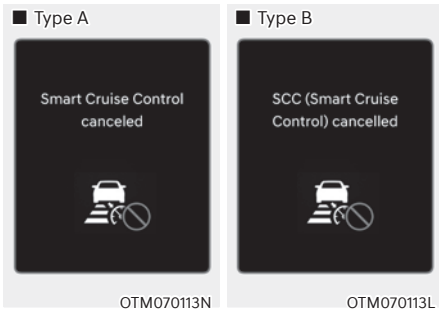 ■ Type A
Smart Cruise Control
canceled
OTM070113N
■ Type B
SCC (Smart Cruise
Control) cancelled
OTM070113L